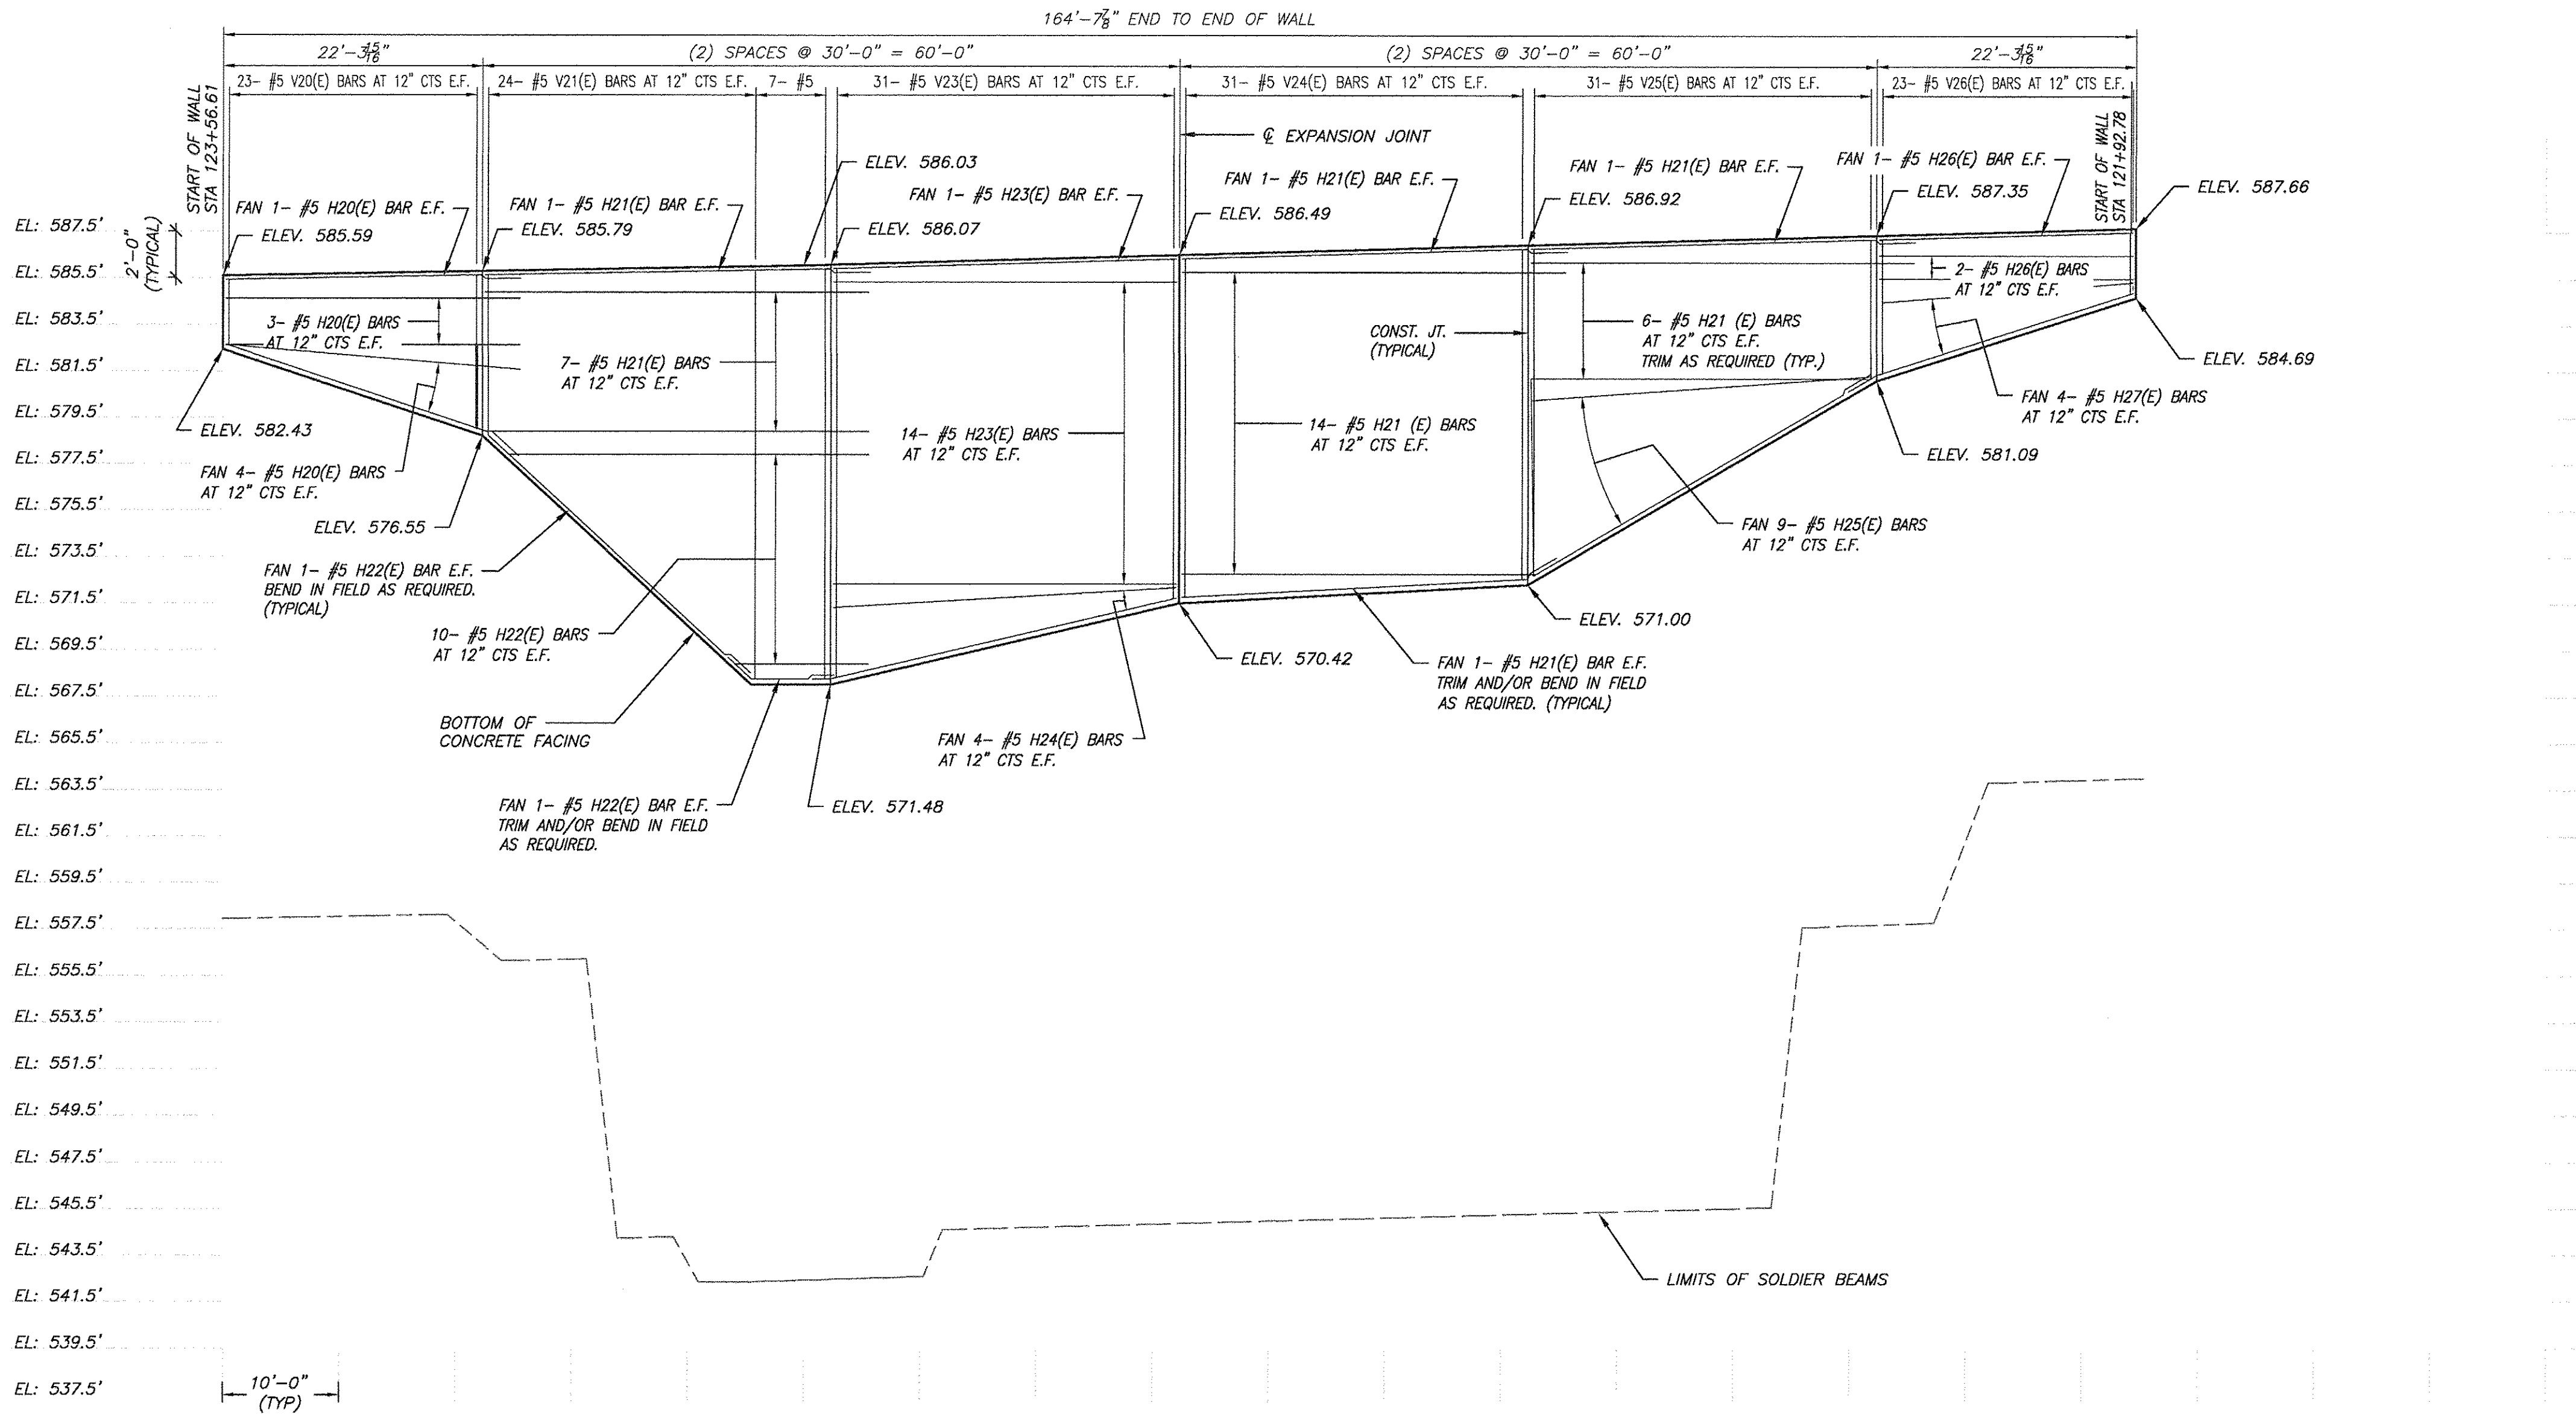 164'-7 7/8" END TO END OF WALL
22'-3 15/16"
(2) SPACES @ 30'-0" = 60'-0"
(2) SPACES @ 30'-0" = 60'-0"
22'-3 15/16"
23- #5 V20(E) BARS AT 12" CTS E.F.
24- #5 V21(E) BARS AT 12" CTS E.F.
7- #5
31- #5 V23(E) BARS AT 12" CTS E.F.
31- #5 V24(E) BARS AT 12" CTS E.F.
31- #5 V25(E) BARS AT 12" CTS E.F.
23- #5 V26(E) BARS AT 12" CTS E.F.
START OF WALL
STA 123+56.61
START OF WALL
STA 121+92.78
℄ EXPANSION JOINT
ELEV. 586.03
FAN 1- #5 H20(E) BAR E.F.
ELEV. 585.59
FAN 1- #5 H21(E) BAR E.F.
ELEV. 585.79
FAN 1- #5 H23(E) BAR E.F.
ELEV. 586.07
FAN 1- #5 H21(E) BAR E.F.
ELEV. 586.49
FAN 1- #5 H21(E) BAR E.F.
ELEV. 586.92
FAN 1- #5 H26(E) BAR E.F.
ELEV. 587.35
ELEV. 587.66
2'-0"
(TYPICAL)
3- #5 H20(E) BARS
AT 12" CTS E.F.
7- #5 H21(E) BARS
AT 12" CTS E.F.
14- #5 H23(E) BARS
AT 12" CTS E.F.
CONST. JT.
(TYPICAL)
14- #5 H21 (E) BARS
AT 12" CTS E.F.
6- #5 H21 (E) BARS
AT 12" CTS E.F.
TRIM AS REQUIRED (TYP.)
2- #5 H26(E) BARS
AT 12" CTS E.F.
ELEV. 584.69
FAN 4- #5 H27(E) BARS
AT 12" CTS E.F.
ELEV. 581.09
ELEV. 582.43
FAN 4- #5 H20(E) BARS
AT 12" CTS E.F.
ELEV. 576.55
FAN 9- #5 H25(E) BARS
AT 12" CTS E.F.
FAN 1- #5 H22(E) BAR E.F.
BEND IN FIELD AS REQUIRED.
(TYPICAL)
10- #5 H22(E) BARS
AT 12" CTS E.F.
ELEV. 571.00
ELEV. 570.42
FAN 1- #5 H21(E) BAR E.F.
TRIM AND/OR BEND IN FIELD
AS REQUIRED. (TYPICAL)
BOTTOM OF
CONCRETE FACING
FAN 4- #5 H24(E) BARS
AT 12" CTS E.F.
FAN 1- #5 H22(E) BAR E.F.
TRIM AND/OR BEND IN FIELD
AS REQUIRED.
ELEV. 571.48
LIMITS OF SOLDIER BEAMS
EL: 587.5'
EL: 585.5'
EL: 583.5'
EL: 581.5'
EL: 579.5'
EL: 577.5'
EL: 575.5'
EL: 573.5'
EL: 571.5'
EL: 569.5'
EL: 567.5'
EL: 565.5'
EL: 563.5'
EL: 561.5'
EL: 559.5'
EL: 557.5'
EL: 555.5'
EL: 553.5'
EL: 551.5'
EL: 549.5'
EL: 547.5'
EL: 545.5'
EL: 543.5'
EL: 541.5'
EL: 539.5'
EL: 537.5'
10'-0"
(TYP)